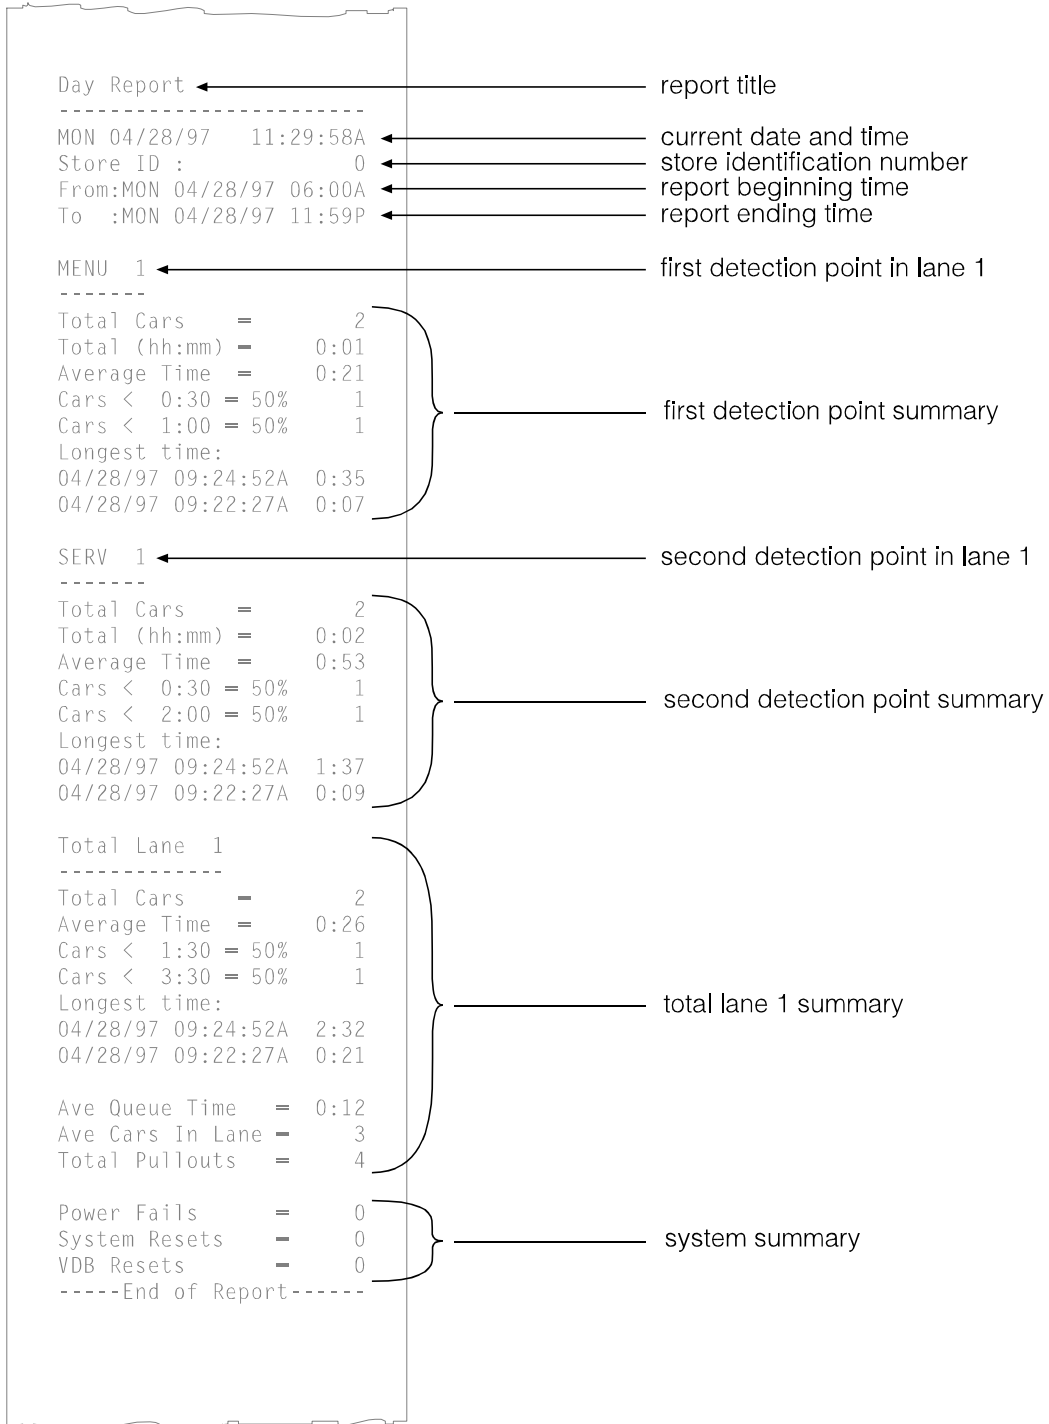 Day Report report title
------------------------
MON 04/28/97   11:29:58A current date and time
Store ID :             0 store identification number
From:MON 04/28/97 06:00A report beginning time
To  :MON 04/28/97 11:59P report ending time
MENU  1 first detection point in lane 1
-------
Total Cars    =        2
Total (hh:mm) =     0:01
Average Time  =     0:21
Cars <  0:30 = 50%     1
Cars <  1:00 = 50%     1
first detection point summary
Longest time:
04/28/97 09:24:52A  0:35
04/28/97 09:22:27A  0:07
SERV  1 second detection point in lane 1
-------
Total Cars    =        2
Total (hh:mm) =     0:02
Average Time  =     0:53
Cars <  0:30 = 50%     1
Cars <  2:00 = 50%     1
second detection point summary
Longest time:
04/28/97 09:24:52A  1:37
04/28/97 09:22:27A  0:09
Total Lane  1
-------------
Total Cars    =        2
Average Time  =     0:26
Cars <  1:30 = 50%     1
Cars <  3:30 = 50%     1
Longest time:
total lane 1 summary
04/28/97 09:24:52A  2:32
04/28/97 09:22:27A  0:21
Ave Queue Time   =  0:12
Ave Cars In Lane =     3
Total Pullouts   =     4
Power Fails      =     0
System Resets    =     0
system summary
VDB Resets       =     0
-----End of Report------